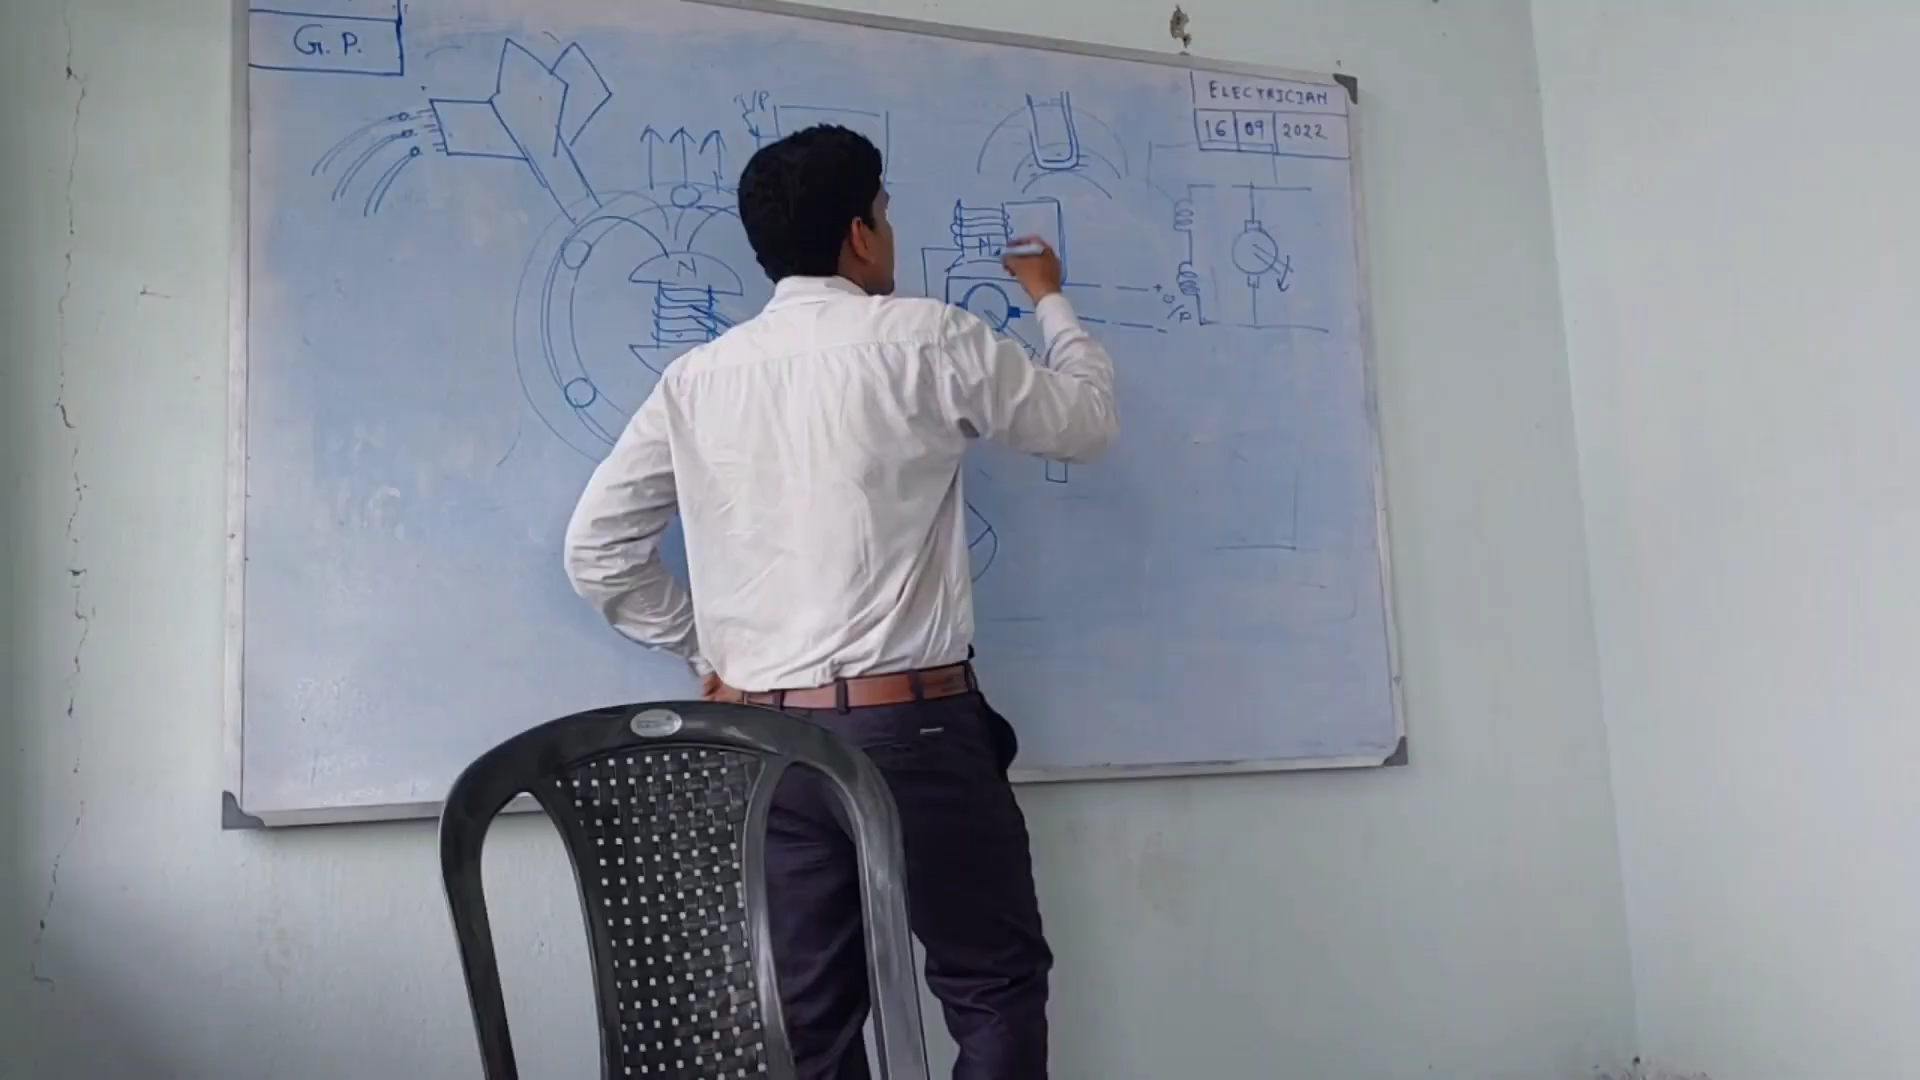 G. P.
ELECTRICIAN
16 09 2022
I/P
N
N
+
O/P